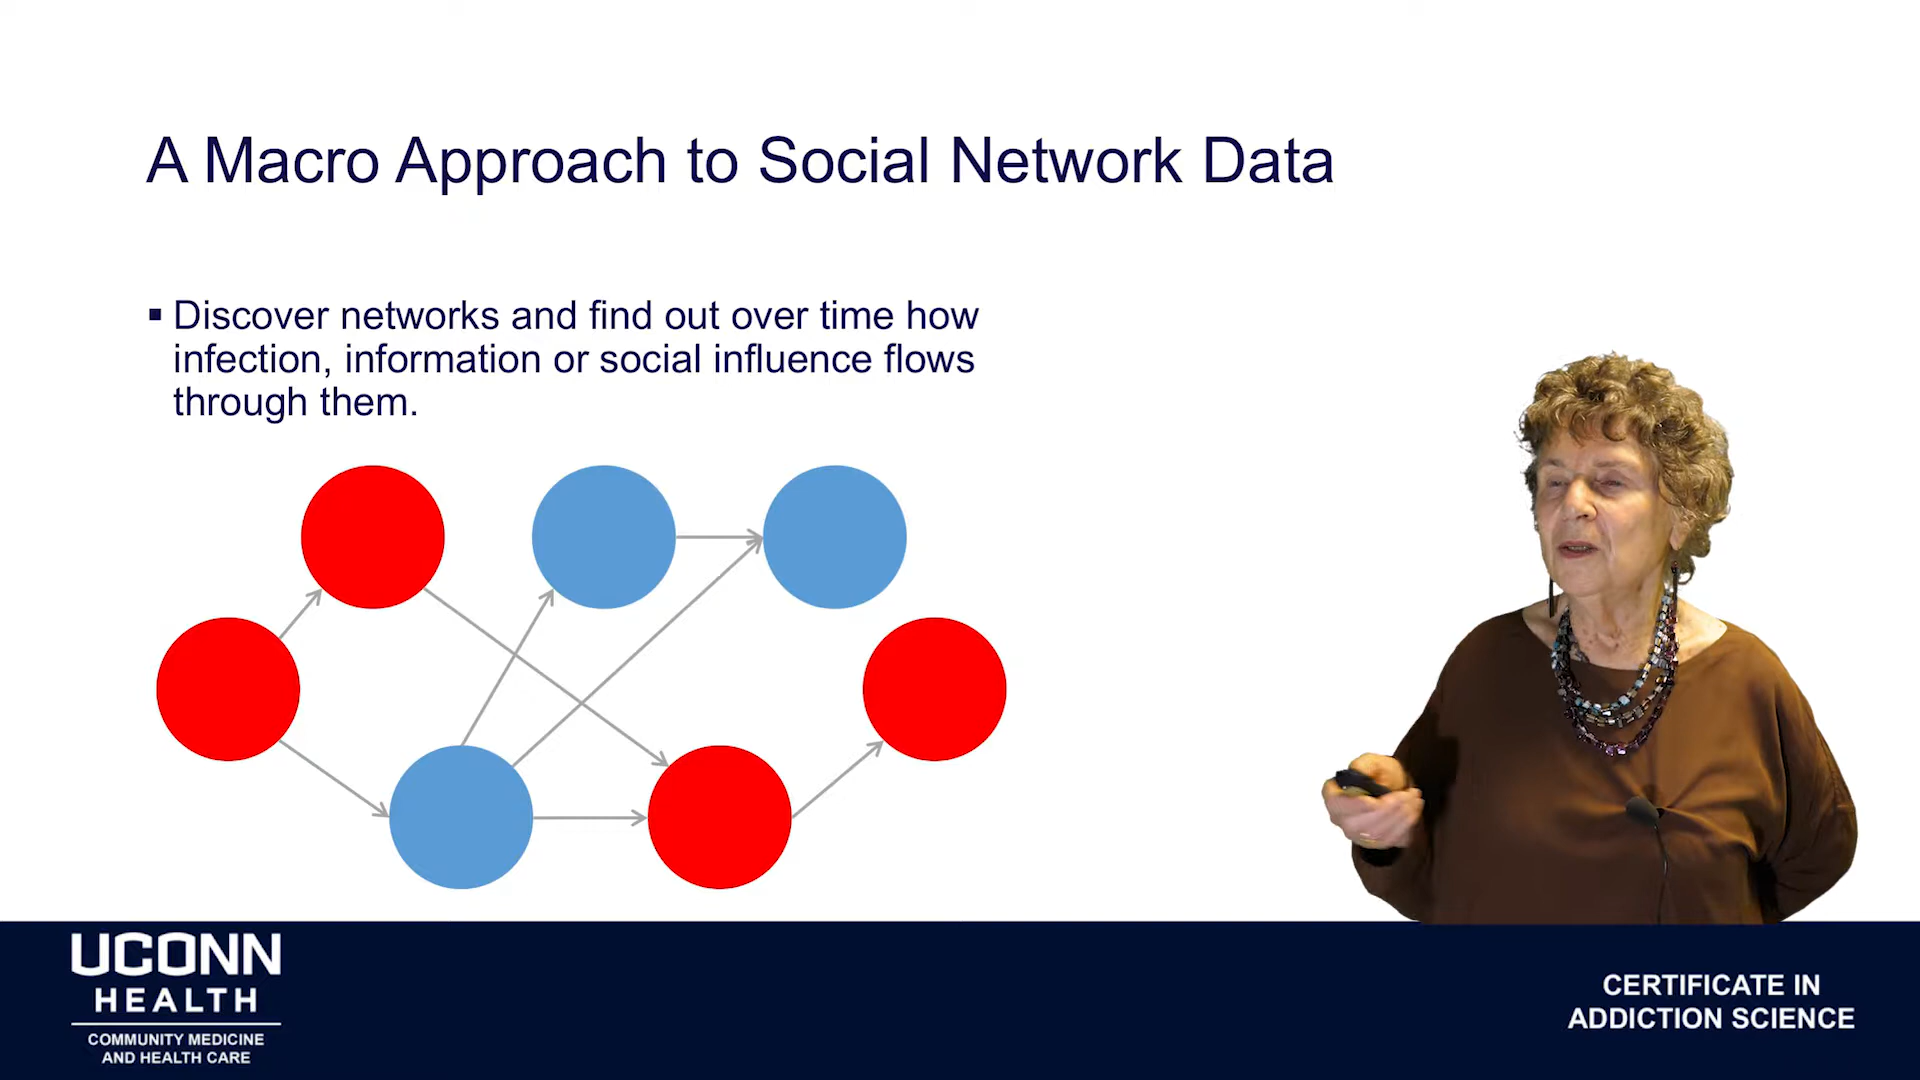 A Macro Approach to Social Network Data
▪ Discover networks and find out over time how
infection, information or social influence flows
through them.
UCONN
HEALTH
COMMUNITY MEDICINE
AND HEALTH CARE
CERTIFICATE IN
ADDICTION SCIENCE